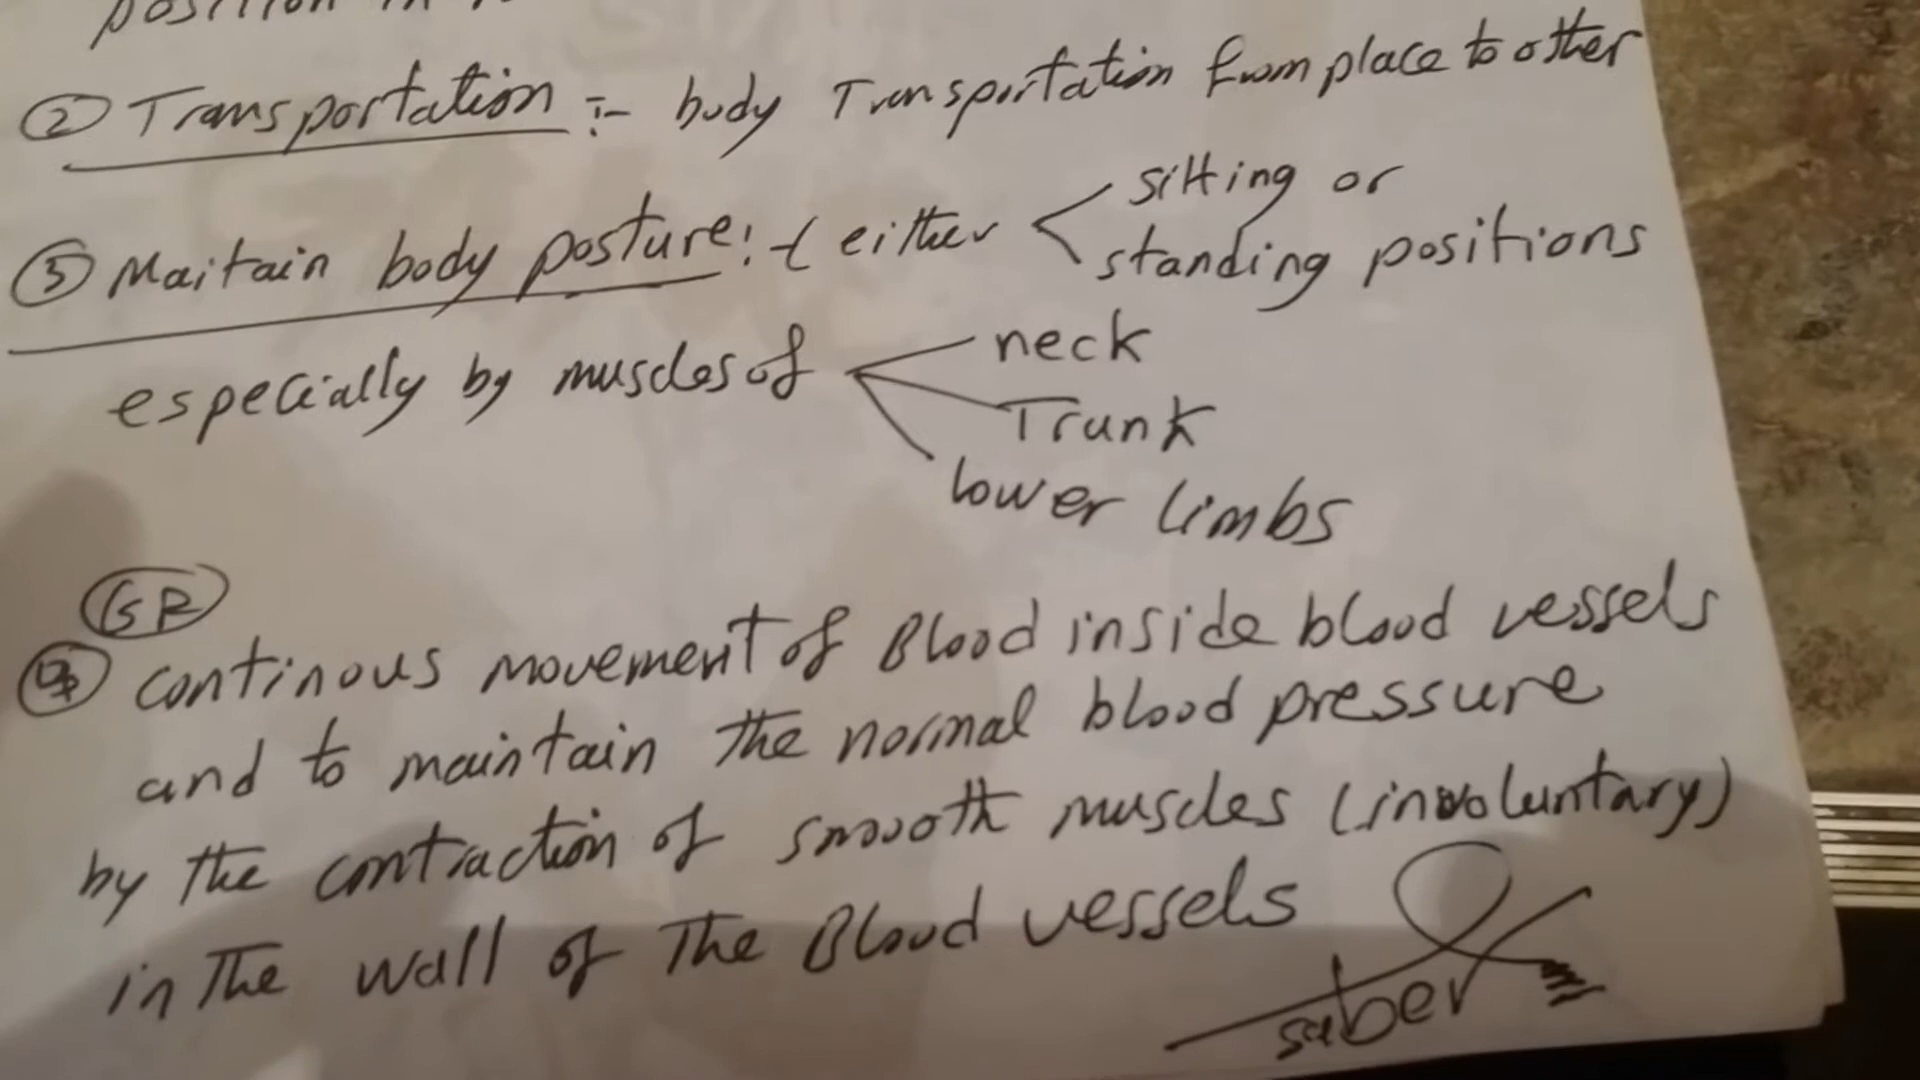 position in
② Transportation :- body Transportation from place to other
③ Maitain body posture :- { either sitting or
standing positions
especially by muscles of neck
Trunk
lower limbs
continous movement of Blood inside blood vessels
and to maintain the normal blood pressure
by the contraction of smooth muscles (involuntary)
in the wall of The Blood vessels
saber